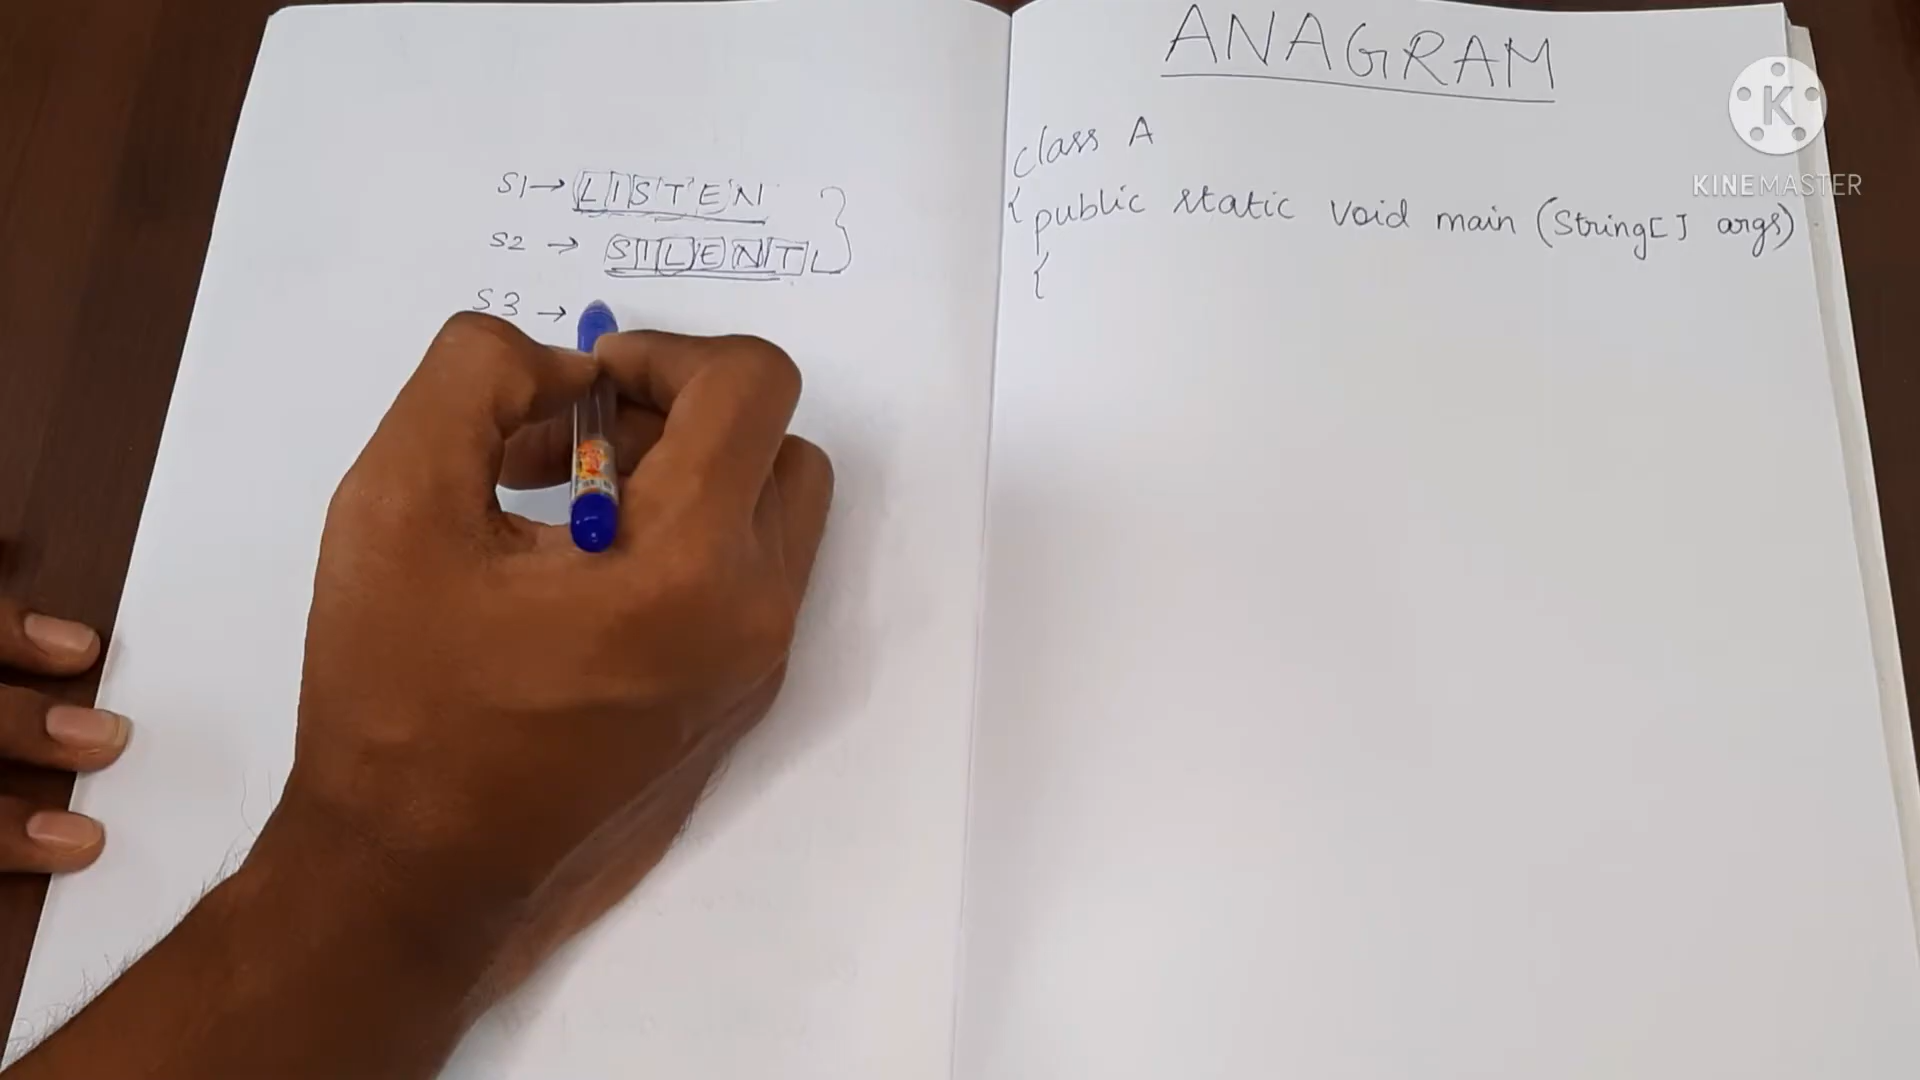 S1→ LISTEN
S2 → SILENT
S3 →
ANAGRAM
class A
{ public static void main (String[] args)
{
K
KINEMASTER